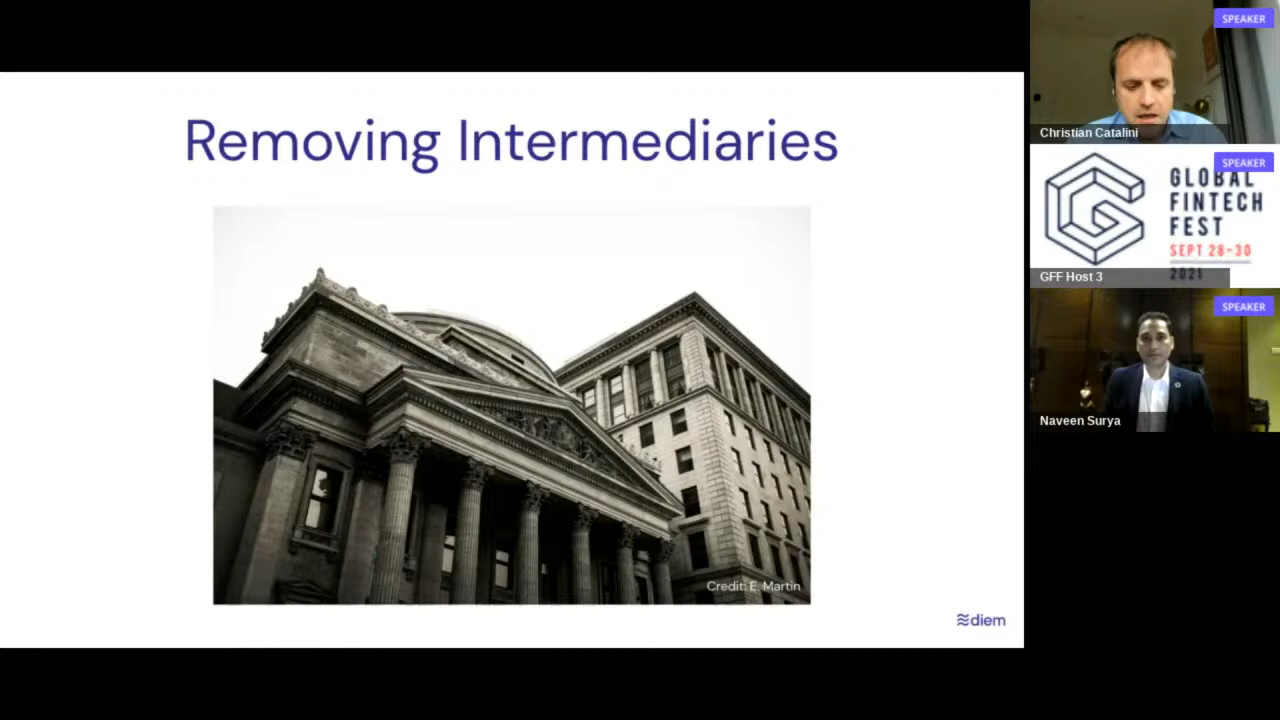 Removing Intermediaries
Credit: E. Martin
diem
SPEAKER
Christian Catalini
SPEAKER
GLOBAL
FINTECH
FEST
SEPT 28-30
2021
GFF Host 3
SPEAKER
Naveen Surya